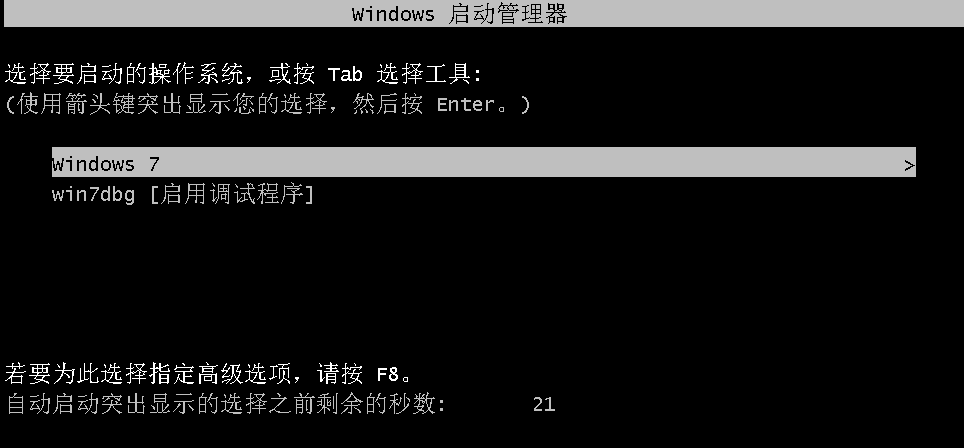 Windows 启动管理器
选择要启动的操作系统，或按 Tab 选择工具:
(使用箭头键突出显示您的选择，然后按 Enter。)
Windows 7 >
win7dbg [启用调试程序]
若要为此选择指定高级选项，请按 F8。
自动启动突出显示的选择之前剩余的秒数: 21